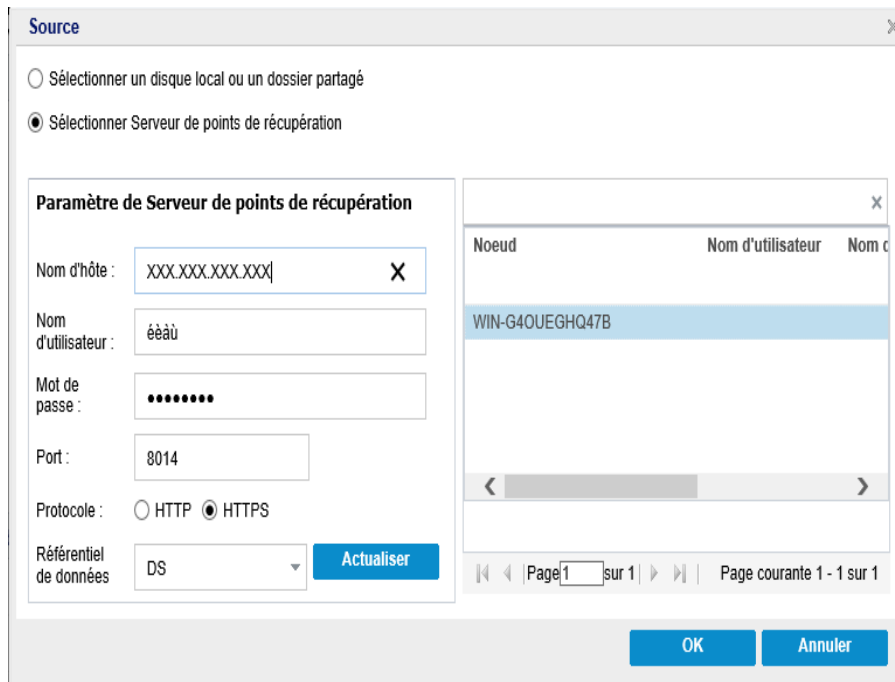 Source
Sélectionner un disque local ou un dossier partagé
Sélectionner Serveur de points de récupération
Paramètre de Serveur de points de récupération
Nom d'hôte :
XXX.XXX.XXX.XXX
Nom
d'utilisateur :
éèàù
Mot de
passe :
••••••••
Port :
8014
Protocole :
HTTP
HTTPS
Référentiel
de données
DS
Actualiser
Noeud
Nom d'utilisateur
Nom d
WIN-G4OUEGHQ47B
Page 1 sur 1
Page courante 1 - 1 sur 1
OK
Annuler